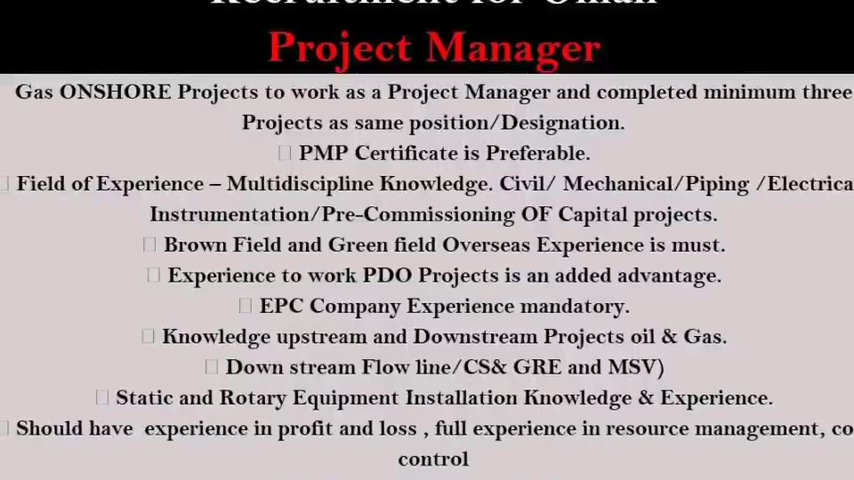 Recruitment for Oman
Project Manager
Gas ONSHORE Projects to work as a Project Manager and completed minimum three
Projects as same position/Designation.
PMP Certificate is Preferable.
Field of Experience – Multidiscipline Knowledge. Civil/ Mechanical/Piping /Electrica
Instrumentation/Pre-Commissioning OF Capital projects.
Brown Field and Green field Overseas Experience is must.
Experience to work PDO Projects is an added advantage.
EPC Company Experience mandatory.
Knowledge upstream and Downstream Projects oil & Gas.
Down stream Flow line/CS& GRE and MSV)
Static and Rotary Equipment Installation Knowledge & Experience.
Should have experience in profit and loss , full experience in resource management, co
control